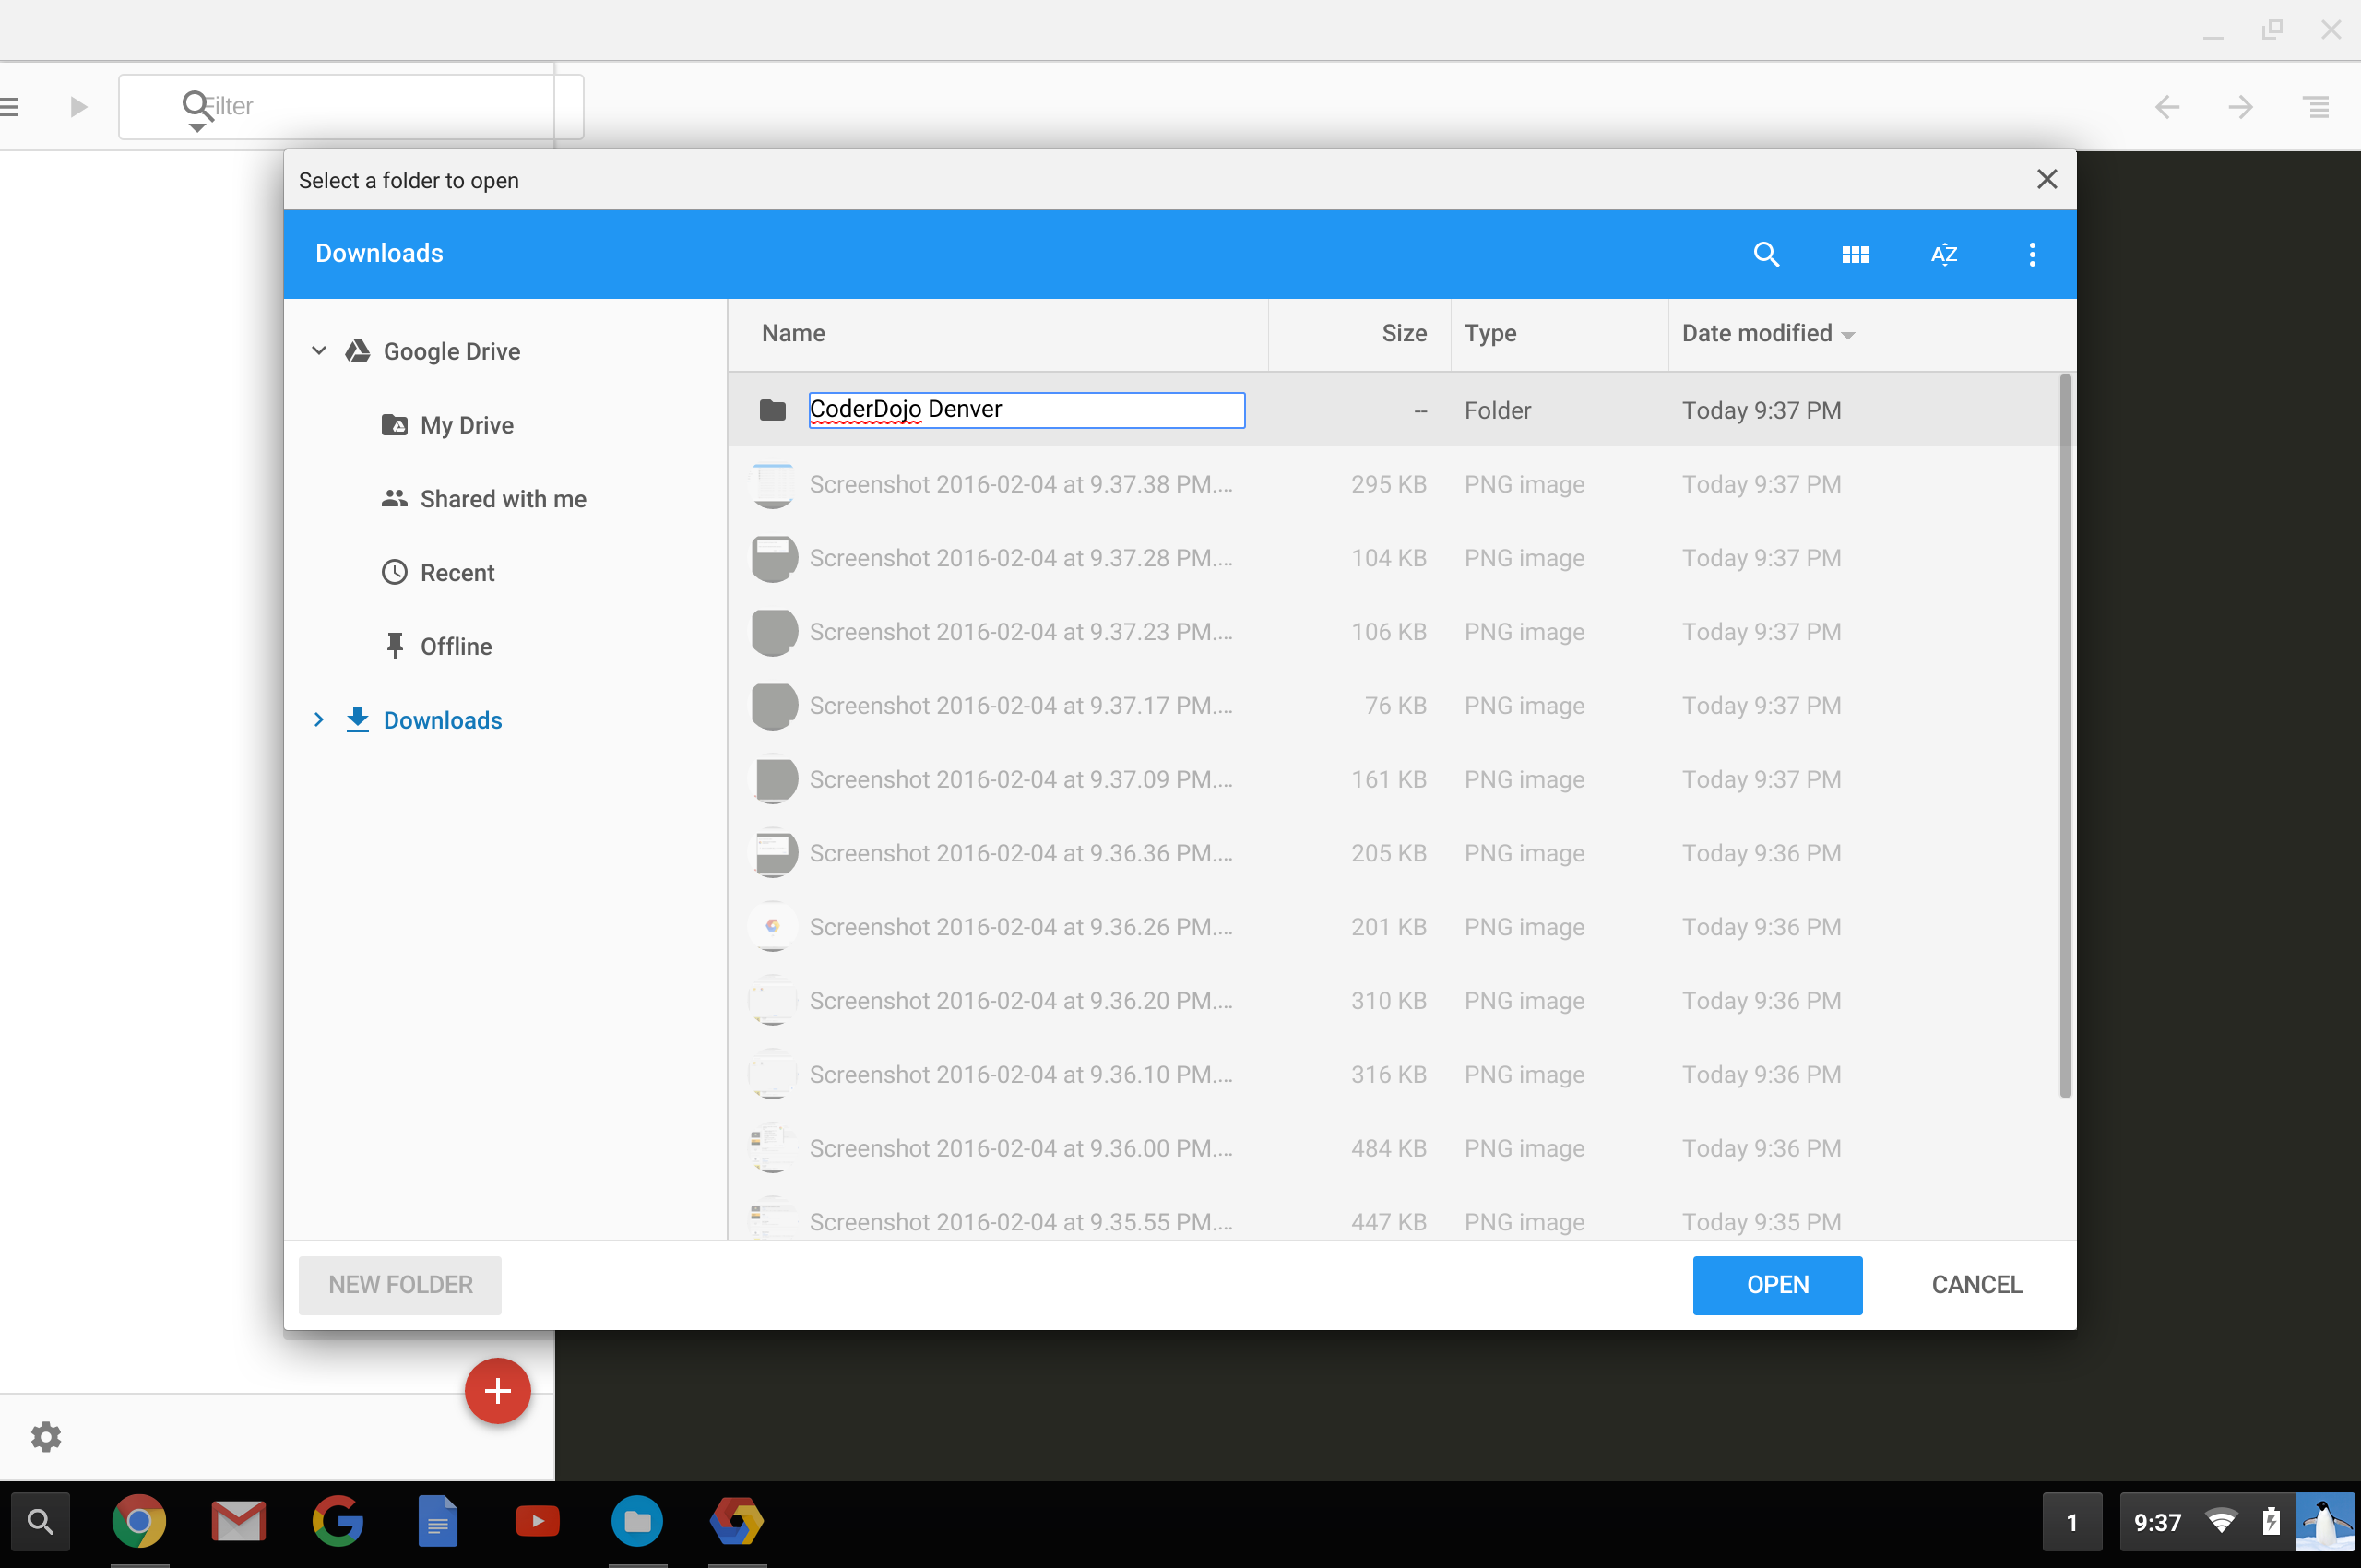 Filter
Select a folder to open
Downloads
AZ
Google Drive
My Drive
Shared with me
Recent
Offline
Downloads
Name Size Type Date modified
CoderDojo Denver -- Folder Today 9:37 PM
Screenshot 2016-02-04 at 9.37.38 PM.... 295 KB PNG image Today 9:37 PM
Screenshot 2016-02-04 at 9.37.28 PM.... 104 KB PNG image Today 9:37 PM
Screenshot 2016-02-04 at 9.37.23 PM.... 106 KB PNG image Today 9:37 PM
Screenshot 2016-02-04 at 9.37.17 PM.... 76 KB PNG image Today 9:37 PM
Screenshot 2016-02-04 at 9.37.09 PM.... 161 KB PNG image Today 9:37 PM
Screenshot 2016-02-04 at 9.36.36 PM.... 205 KB PNG image Today 9:36 PM
Screenshot 2016-02-04 at 9.36.26 PM.... 201 KB PNG image Today 9:36 PM
Screenshot 2016-02-04 at 9.36.20 PM.... 310 KB PNG image Today 9:36 PM
Screenshot 2016-02-04 at 9.36.10 PM.... 316 KB PNG image Today 9:36 PM
Screenshot 2016-02-04 at 9.36.00 PM.... 484 KB PNG image Today 9:36 PM
Screenshot 2016-02-04 at 9.35.55 PM.... 447 KB PNG image Today 9:35 PM
NEW FOLDER OPEN CANCEL
1 9:37